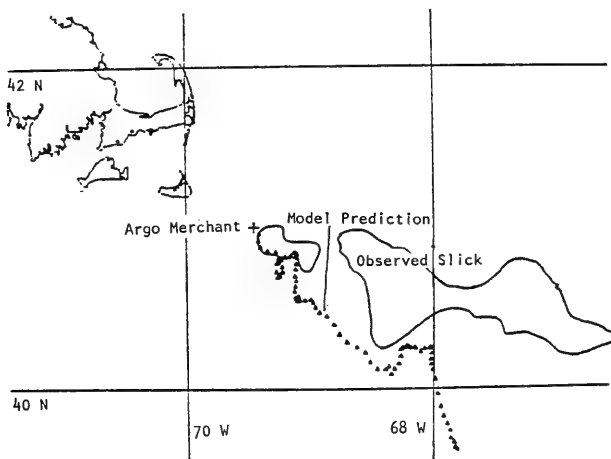 42 N
Model Prediction
Argo Merchant
Observed Slick
40 N
70 W
68 W